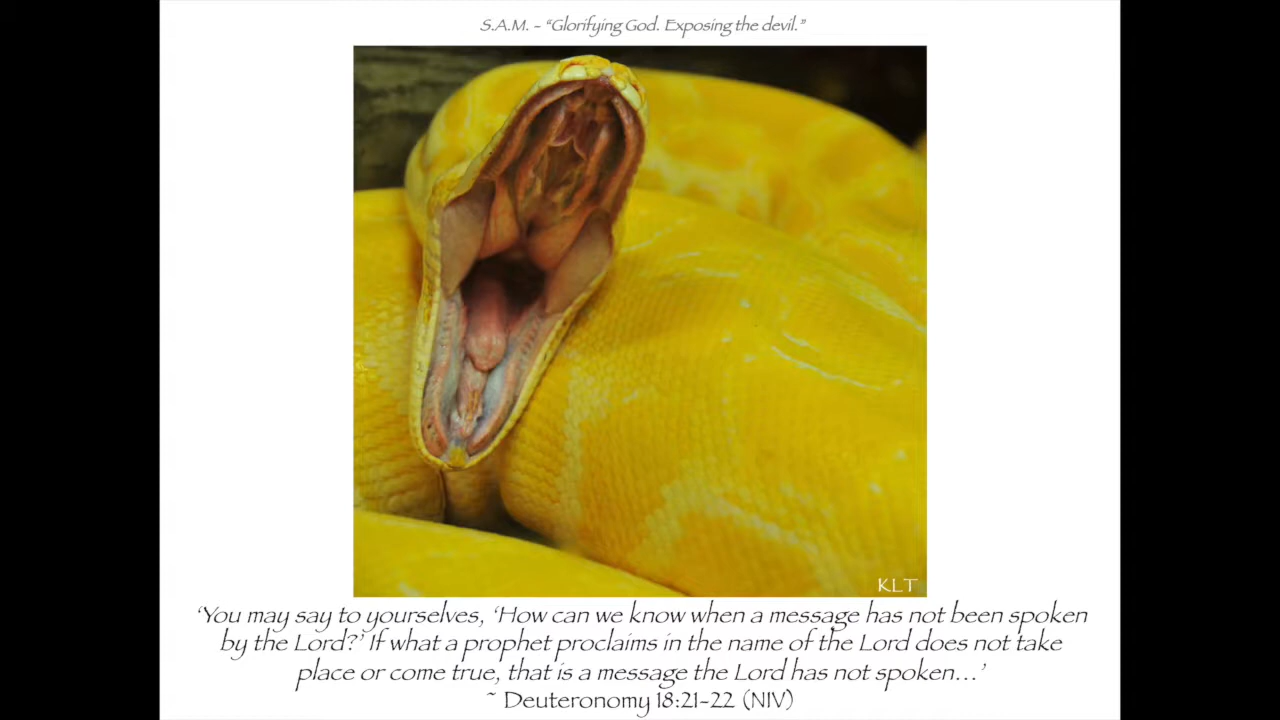 S.A.M. - “Glorifying God. Exposing the devil.”
KLT
‘You may say to yourselves, ‘How can we know when a message has not been spoken
by the Lord?’ If what a prophet proclaims in the name of the Lord does not take
place or come true, that is a message the Lord has not spoken…’
~ Deuteronomy 18:21-22 (NIV)